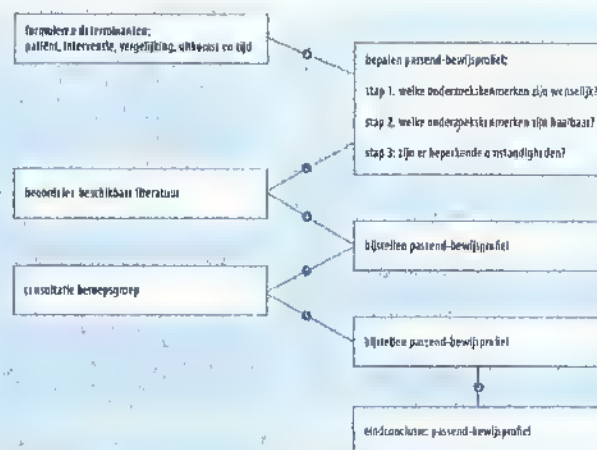 formuleren determinanten;
patiënt, interventie, vergelijking, uitkomst en tijd
bepalen passend-bewijsprofiel;
stap 1. welke onderzoekskenmerken zijn wenselijk?
stap 2. welke onderzoekskenmerken zijn haalbaar?
stap 3: zijn er beperkende omstandigheden?
beoordelen beschikbare literatuur
bijstellen passend-bewijsprofiel
consultatie beroepsgroep
bijstellen passend-bewijsprofiel
eindconclusie: passend-bewijsprofiel